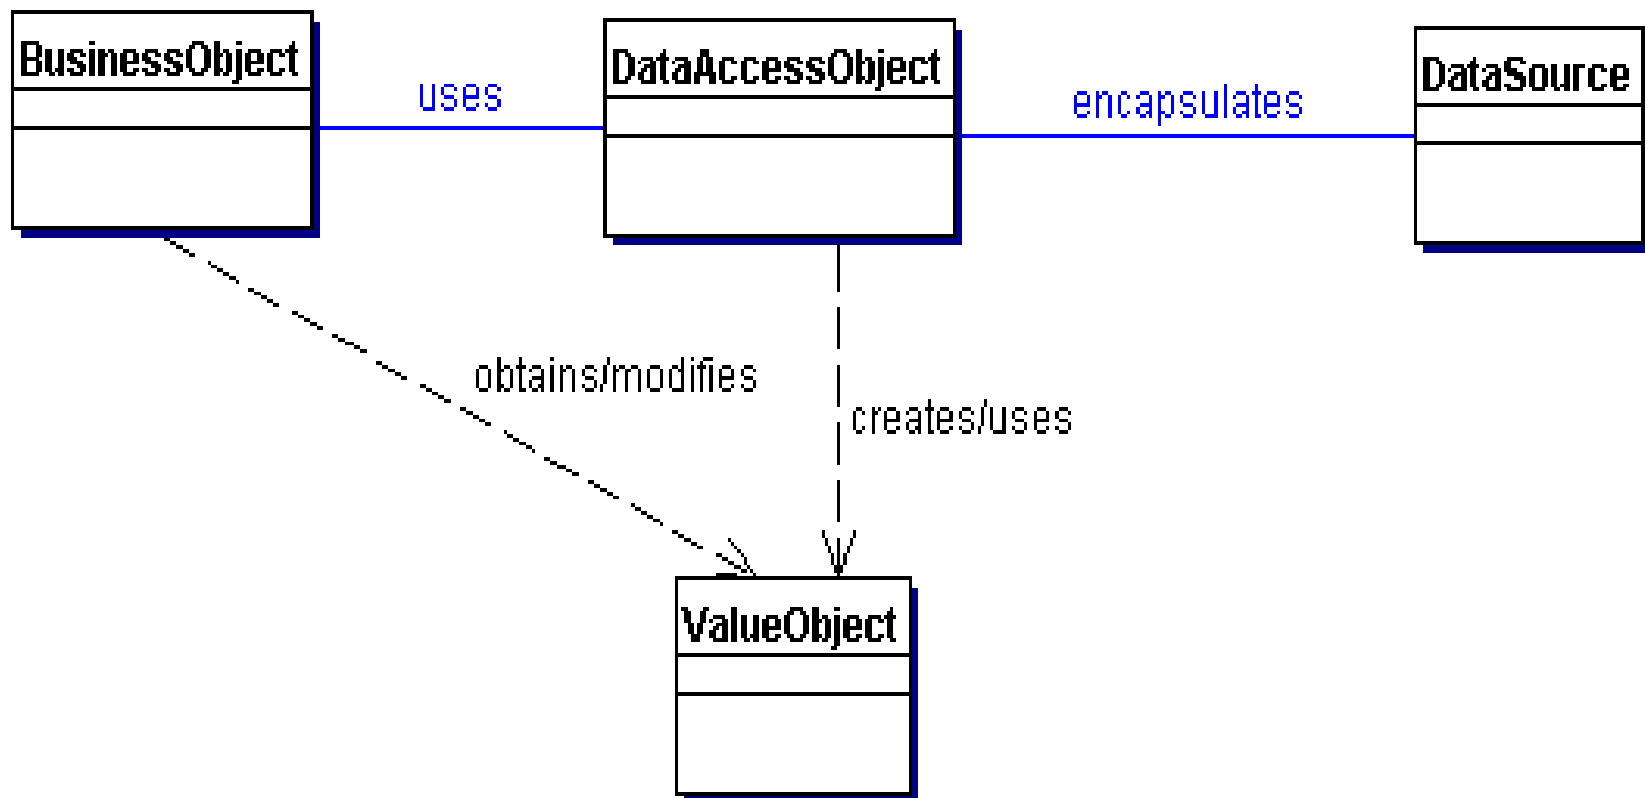 BusinessObject
uses
DataAccessObject
encapsulates
DataSource
obtains/modifies
creates/uses
ValueObject